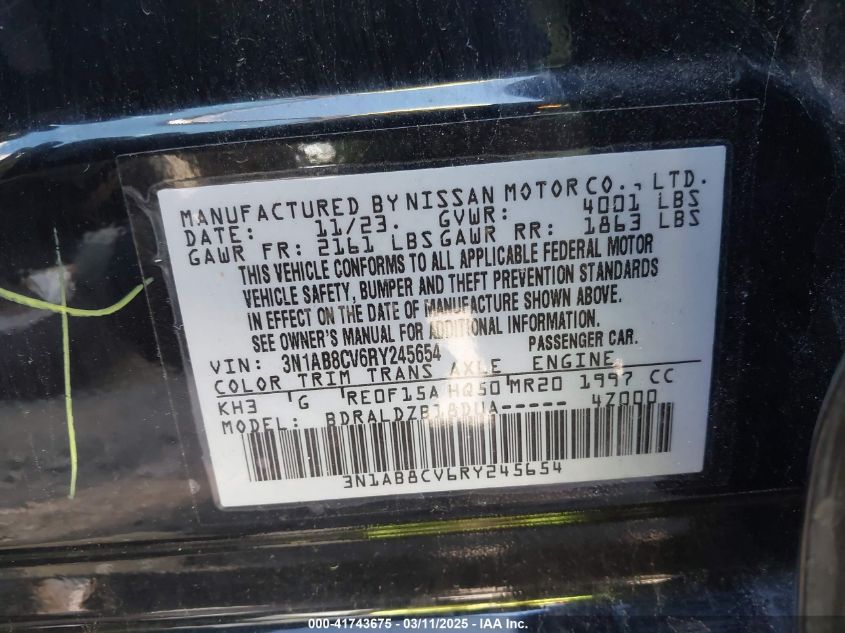 MANUFACTURED BY NISSAN MOTOR CO., LTD.
DATE: 11/23. GVWR: 4001 LBS
GAWR FR: 2161 LBS GAWR RR: 1863 LBS
THIS VEHICLE CONFORMS TO ALL APPLICABLE FEDERAL MOTOR
VEHICLE SAFETY, BUMPER AND THEFT PREVENTION STANDARDS
IN EFFECT ON THE DATE OF MANUFACTURE SHOWN ABOVE.
SEE OWNER'S MANUAL FOR ADDITIONAL INFORMATION.
VIN: 3N1AB8CV6RY245654 PASSENGER CAR.
COLOR TRIM TRANS AXLE ENGINE
KH3 G RE0F15A HQ50 MR20 1997 CC
MODEL: BDRALDZB18DUA----- 4Z000
3N1AB8CV6RY245654
000-41743675 - 03/11/2025 - IAA Inc.